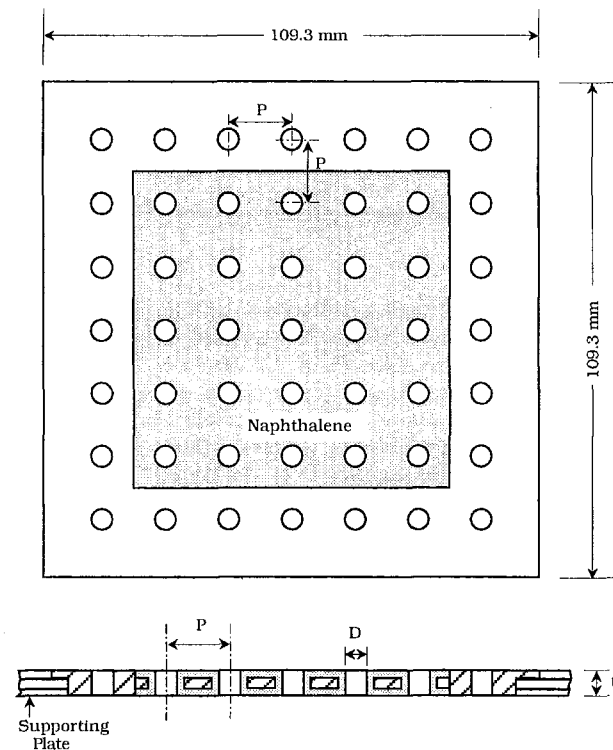 109.3 mm
P
P
109.3 mm
Naphthalene
P
D
t
Supporting
Plate